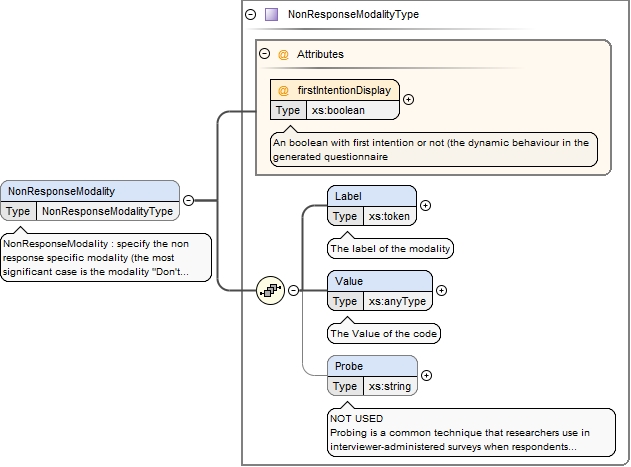 NonResponseModalityType
@ Attributes
@ firstIntentionDisplay
Type xs:boolean
An boolean with first intention or not (the dynamic behaviour in the
generated questionnaire
NonResponseModality
Type NonResponseModalityType
NonResponseModality : specify the non
response specific modality (the most
significant case is the modality "Don't...
Label
Type xs:token
The label of the modality
Value
Type xs:anyType
The Value of the code
Probe
Type xs:string
NOT USED
Probing is a common technique that researchers use in
interviewer-administered surveys when respondents...